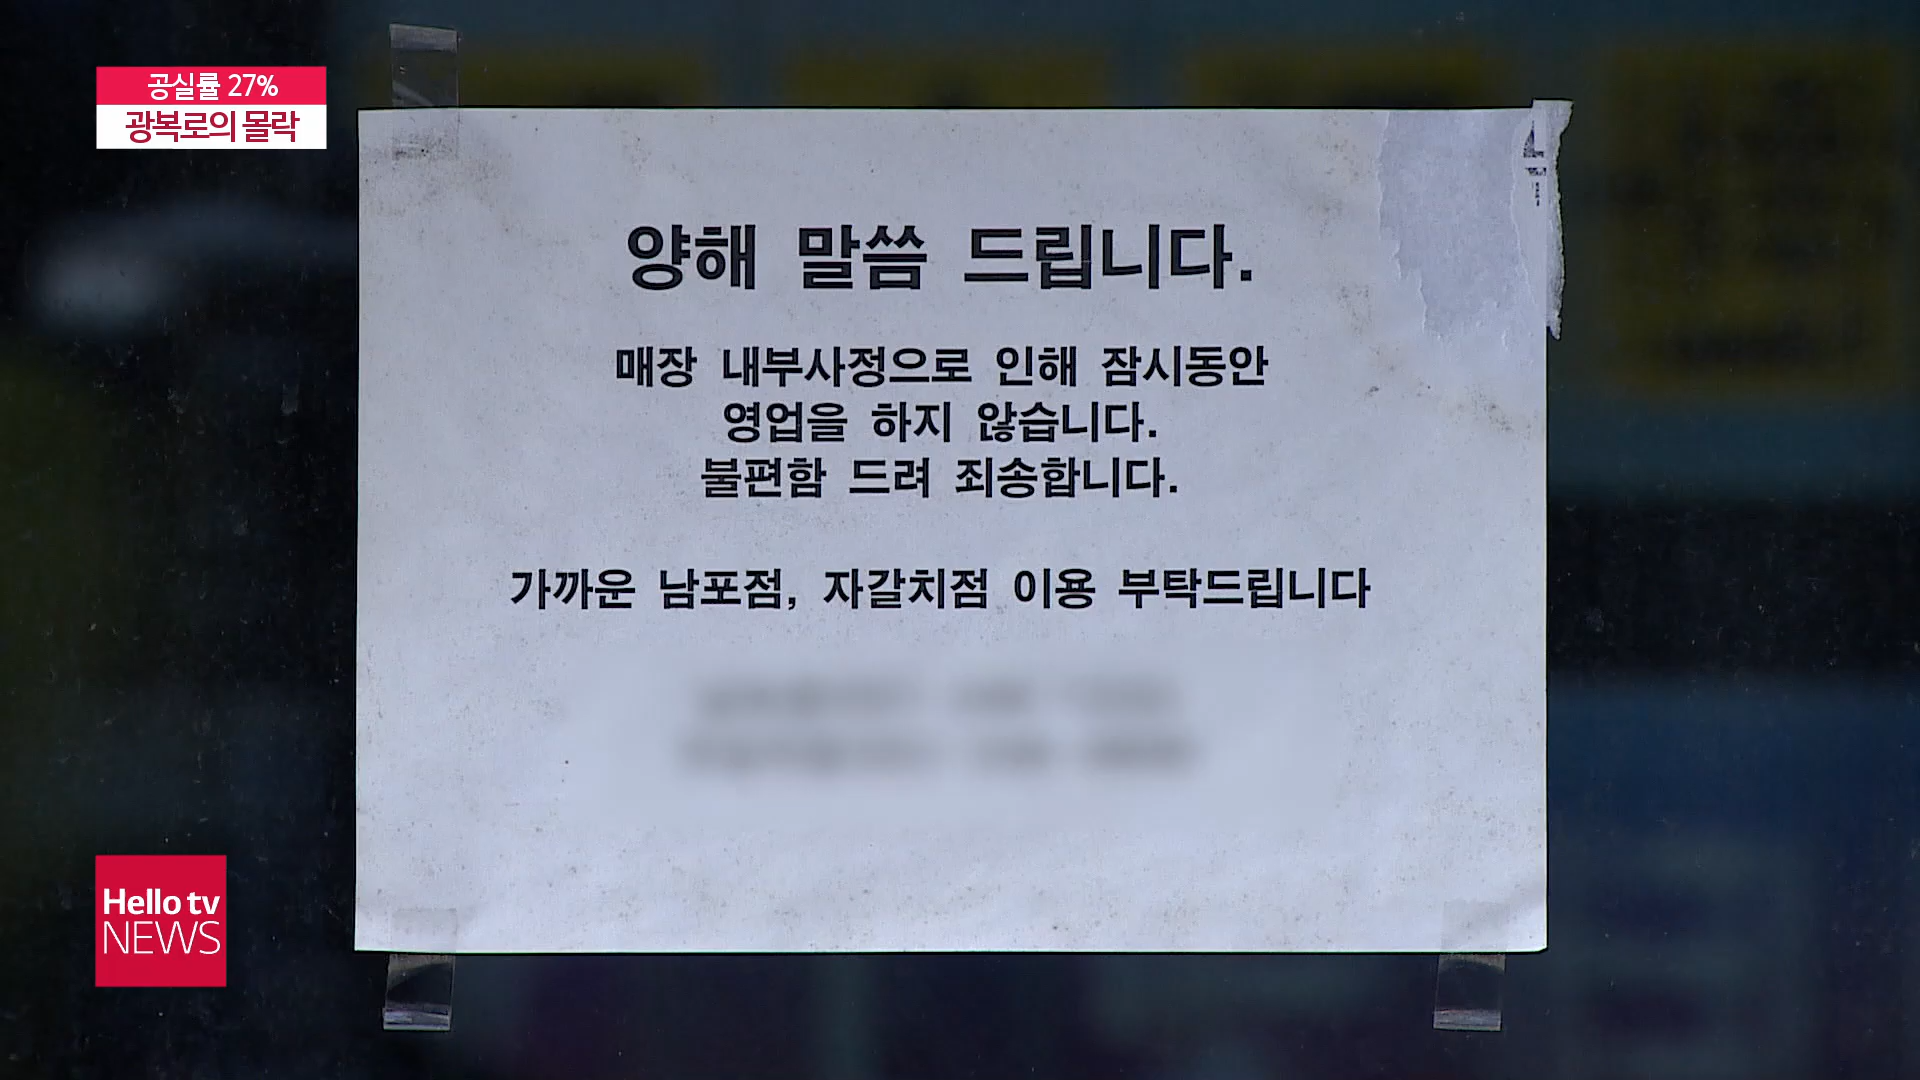 공실률 27%
광복로의 몰락
양해 말씀 드립니다.
매장 내부사정으로 인해 잠시동안
영업을 하지 않습니다.
불편함 드려 죄송합니다.
가까운 남포점, 자갈치점 이용 부탁드립니다
Hello tv
NEWS